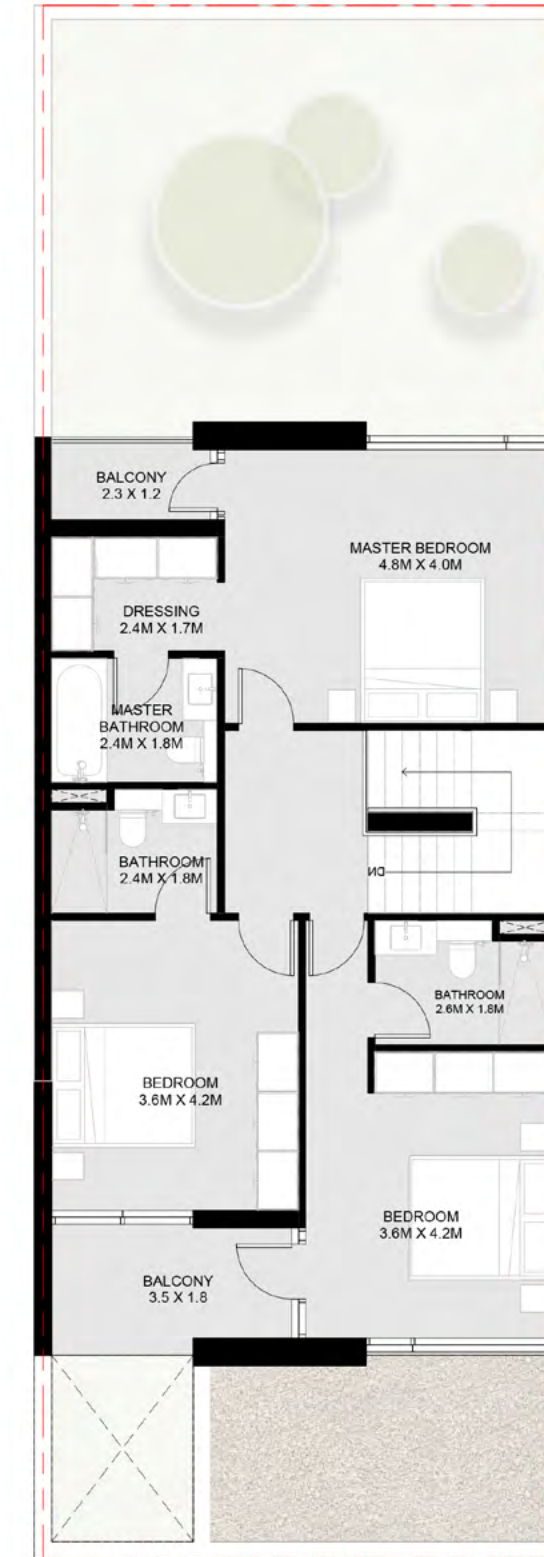 BALCONY
2.3 X 1.2
MASTER BEDROOM
4.8M X 4.0M
DRESSING
2.4M X 1.7M
MASTER
BATHROOM
2.4M X 1.8M
BATHROOM
2.4M X 1.8M
DN
BATHROOM
2.6M X 1.8M
BEDROOM
3.6M X 4.2M
BEDROOM
3.6M X 4.2M
BALCONY
3.5 X 1.8